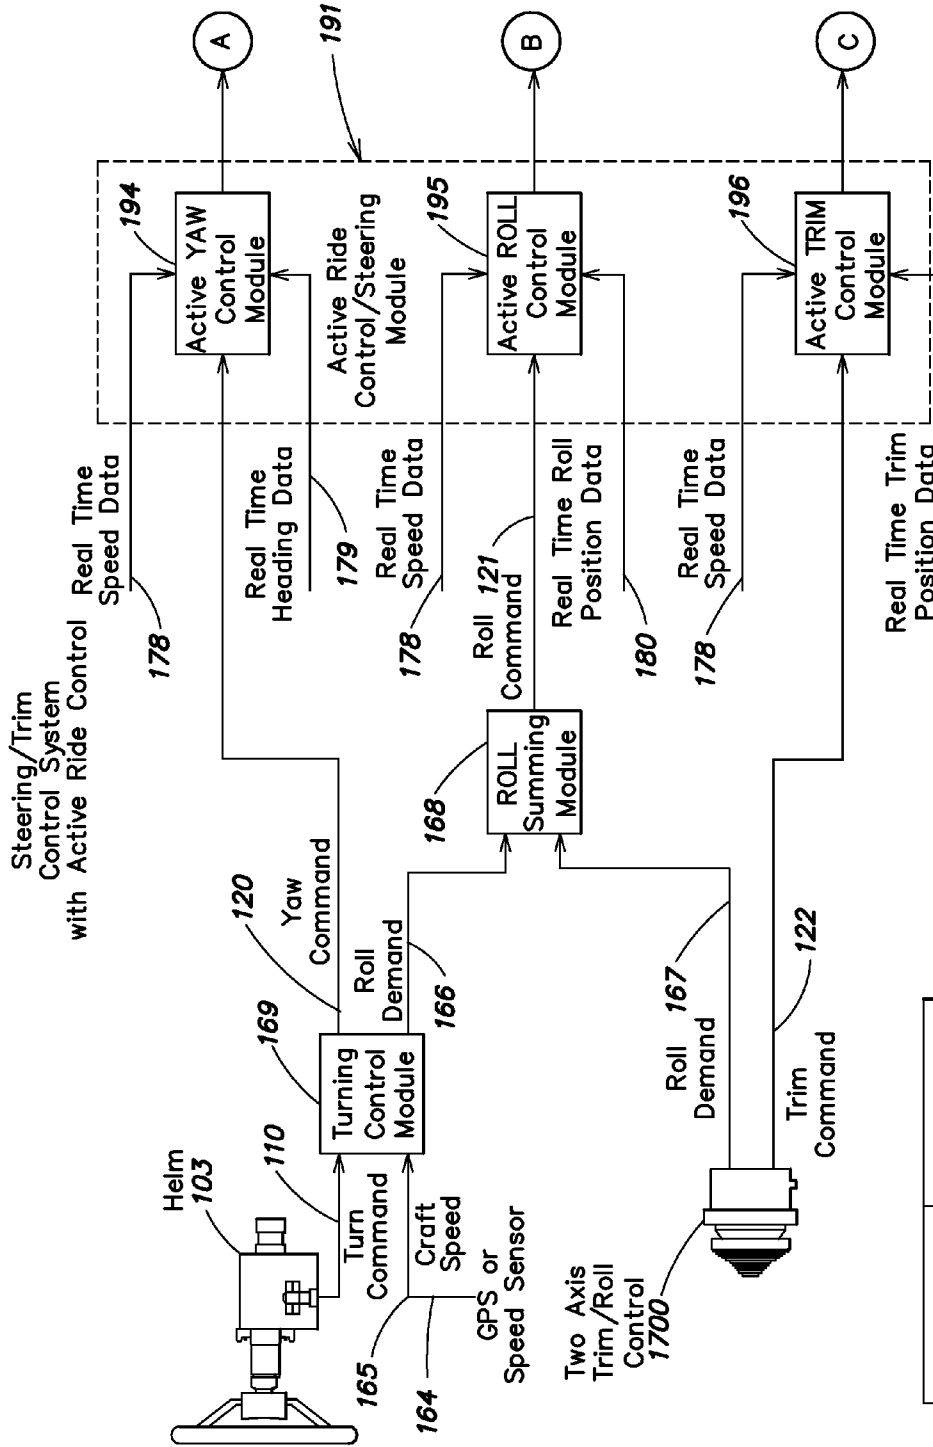 Steering/Trim
Control System
with Active Ride Control
Helm
103
110
Turn
Command
Craft
Speed
165
164
GPS or
Speed Sensor
169
Turning
Control
Module
120
Yaw
Command
Roll
Demand
166
Two Axis
Trim/Roll
Control
1700
Roll
Demand
167
Trim
Command
122
168
ROLL
Summing
Module
Roll
Command
121
Real Time
Speed Data
178
Real Time
Heading Data
179
Real Time
Speed Data
178
Real Time Roll
Position Data
180
Real Time
Speed Data
178
Real Time Trim
Position Data
194
Active YAW
Control
Module
Active Ride
Control/Steering
Module
195
Active ROLL
Control
Module
196
Active TRIM
Control
Module
191
A
B
C